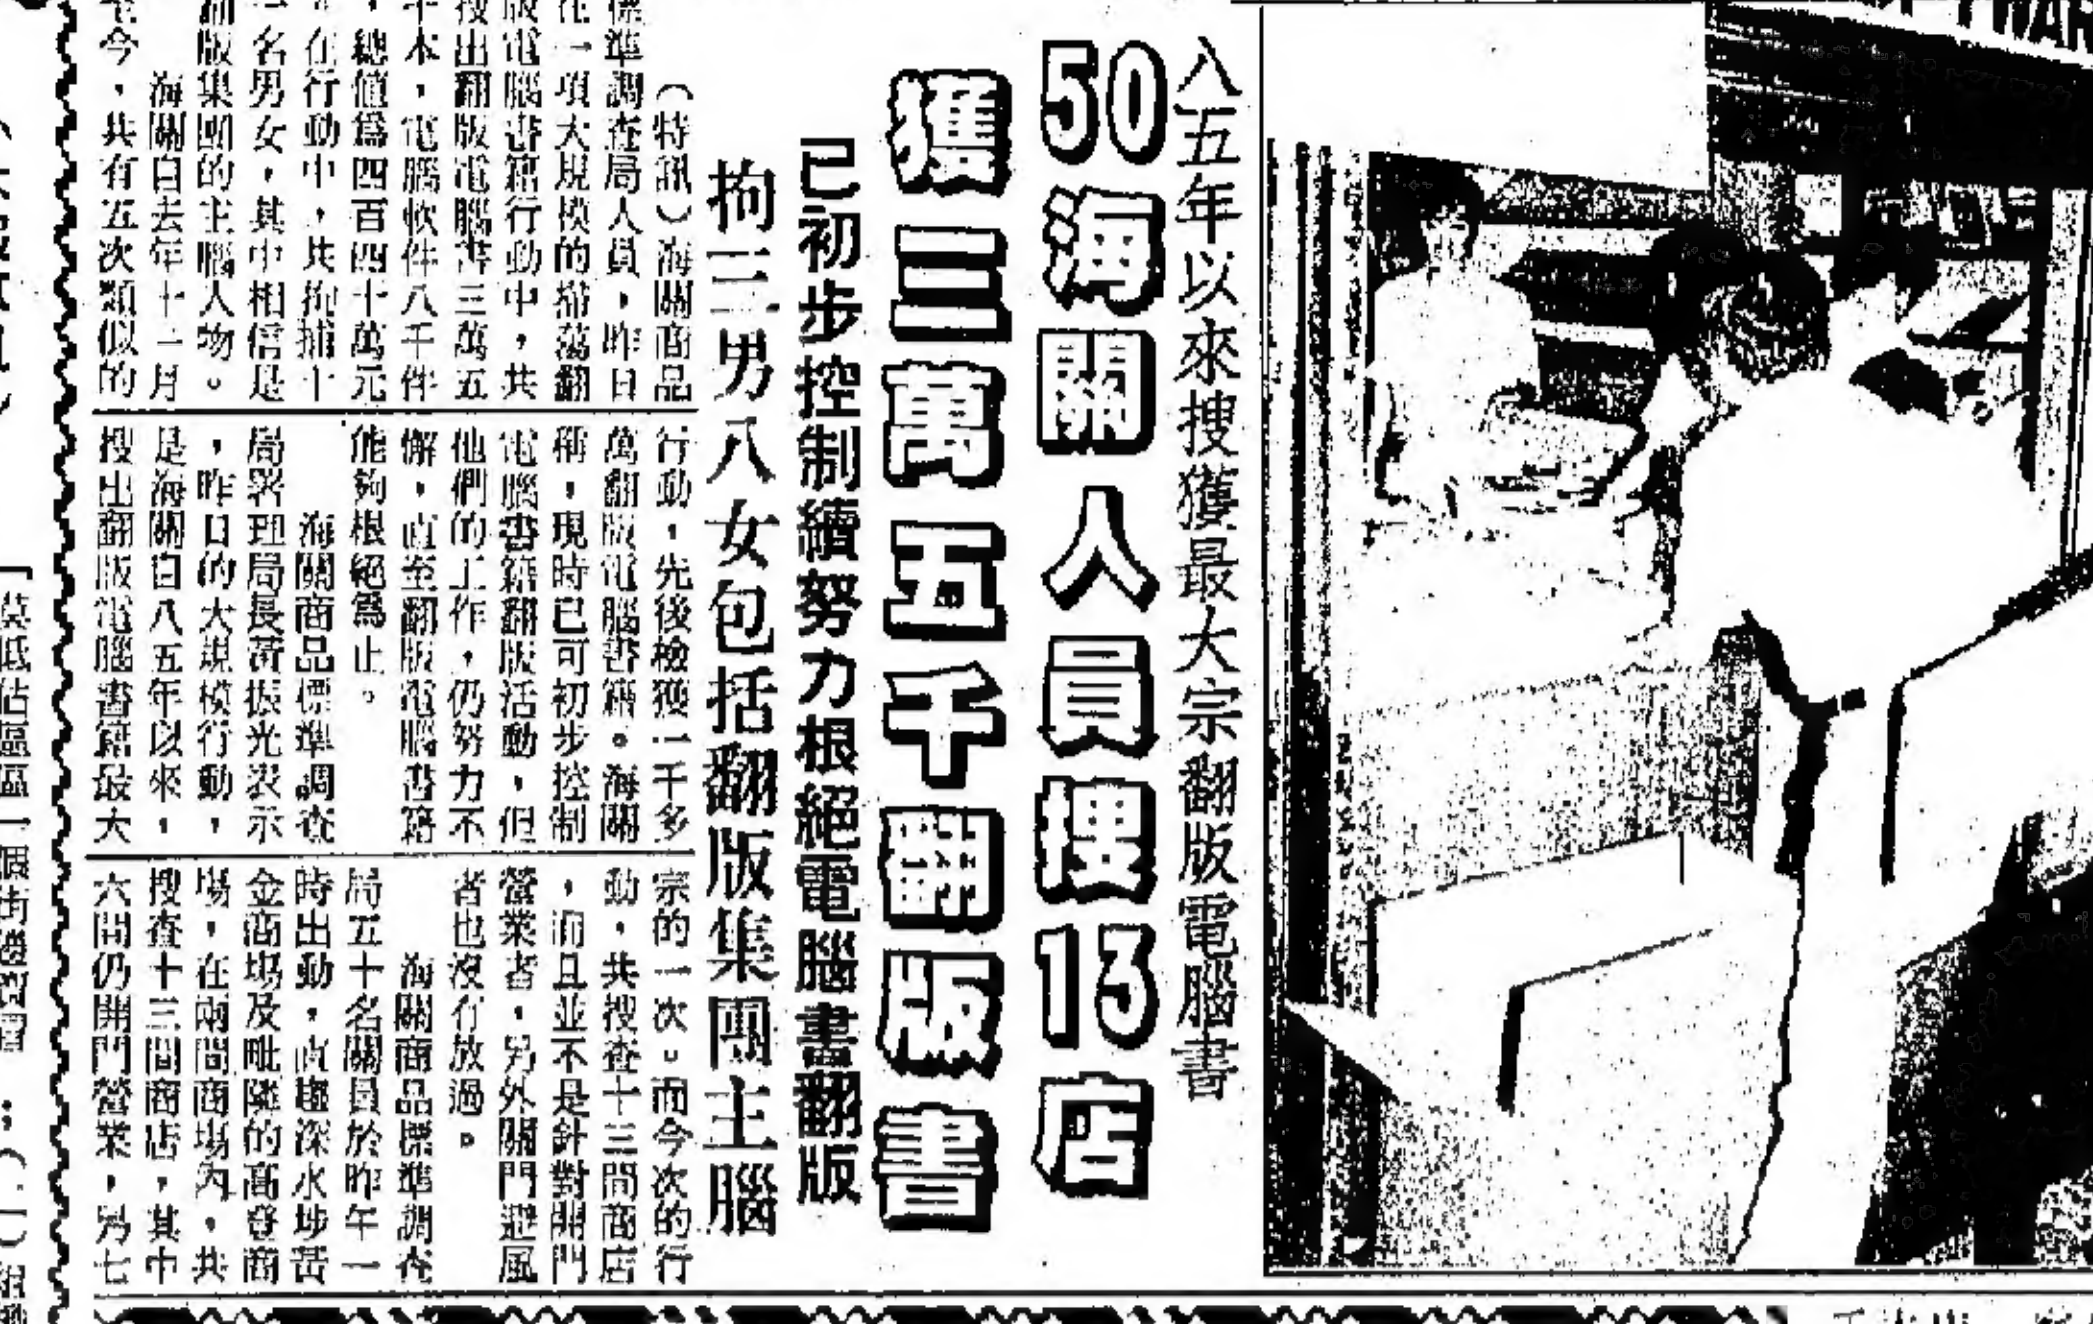 八五年以來搜獲最大宗翻版電腦書
50海關人員搜13店
獲三萬五千翻版書
已初步控制續努力根絕電腦書翻版
拘三男八女包括翻版集團主腦
（特訊）海關商品
標準調查局人員，昨日
在一項大規模的掃蕩翻
版電腦書籍行動中，共
搜出翻版電腦書三萬五
千本，電腦軟件八千件
，總值爲四百四十萬元
。在行動中，共拘捕十
一名男女，其中相信是
翻版集團的主腦人物。
海關自去年十一月
至今，共有五次類似的
行動，先後檢獲一千多
萬翻版電腦書籍。海關
稱，現時已可初步控制
電腦書籍翻版活動，但
他們的工作，仍努力不
懈，直至翻版電腦書籍
能夠根絕爲止。
海關商品標準調查
局署理局長黃振光表示
，昨日的大規模行動，
是海關自八五年以來，
搜出翻版電腦書籍最大
宗的一次。而今次的行
動，共搜查十三間商店
，而且並不是針對開門
營業者，另外關門避風
者也沒有放過。
海關商品標準調查
局五十名關員於昨午一
時出動，直趨深水埗黃
金商場及毗隣的高登商
場，在兩間商場內，共
搜查十三間商店，其中
六間仍開門營業，另七